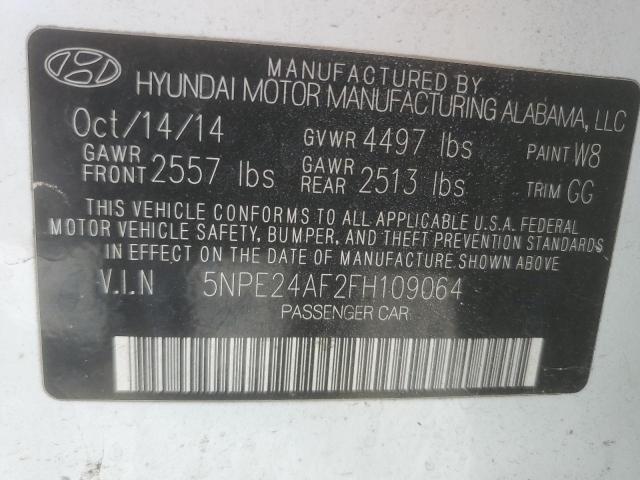 MANUFACTURED BY
HYUNDAI MOTOR MANUFACTURING ALABAMA, LLC
Oct/14/14 GVWR 4497 lbs PAINT W8
GAWR FRONT 2557 lbs GAWR REAR 2513 lbs TRIM GG
THIS VEHICLE CONFORMS TO ALL APPLICABLE U.S.A. FEDERAL
MOTOR VEHICLE SAFETY, BUMPER, AND THEFT PREVENTION STANDARDS
IN EFFECT ON THE DATE OF MANUFACTURE SHOWN ABOVE
V.I.N 5NPE24AF2FH109064
PASSENGER CAR